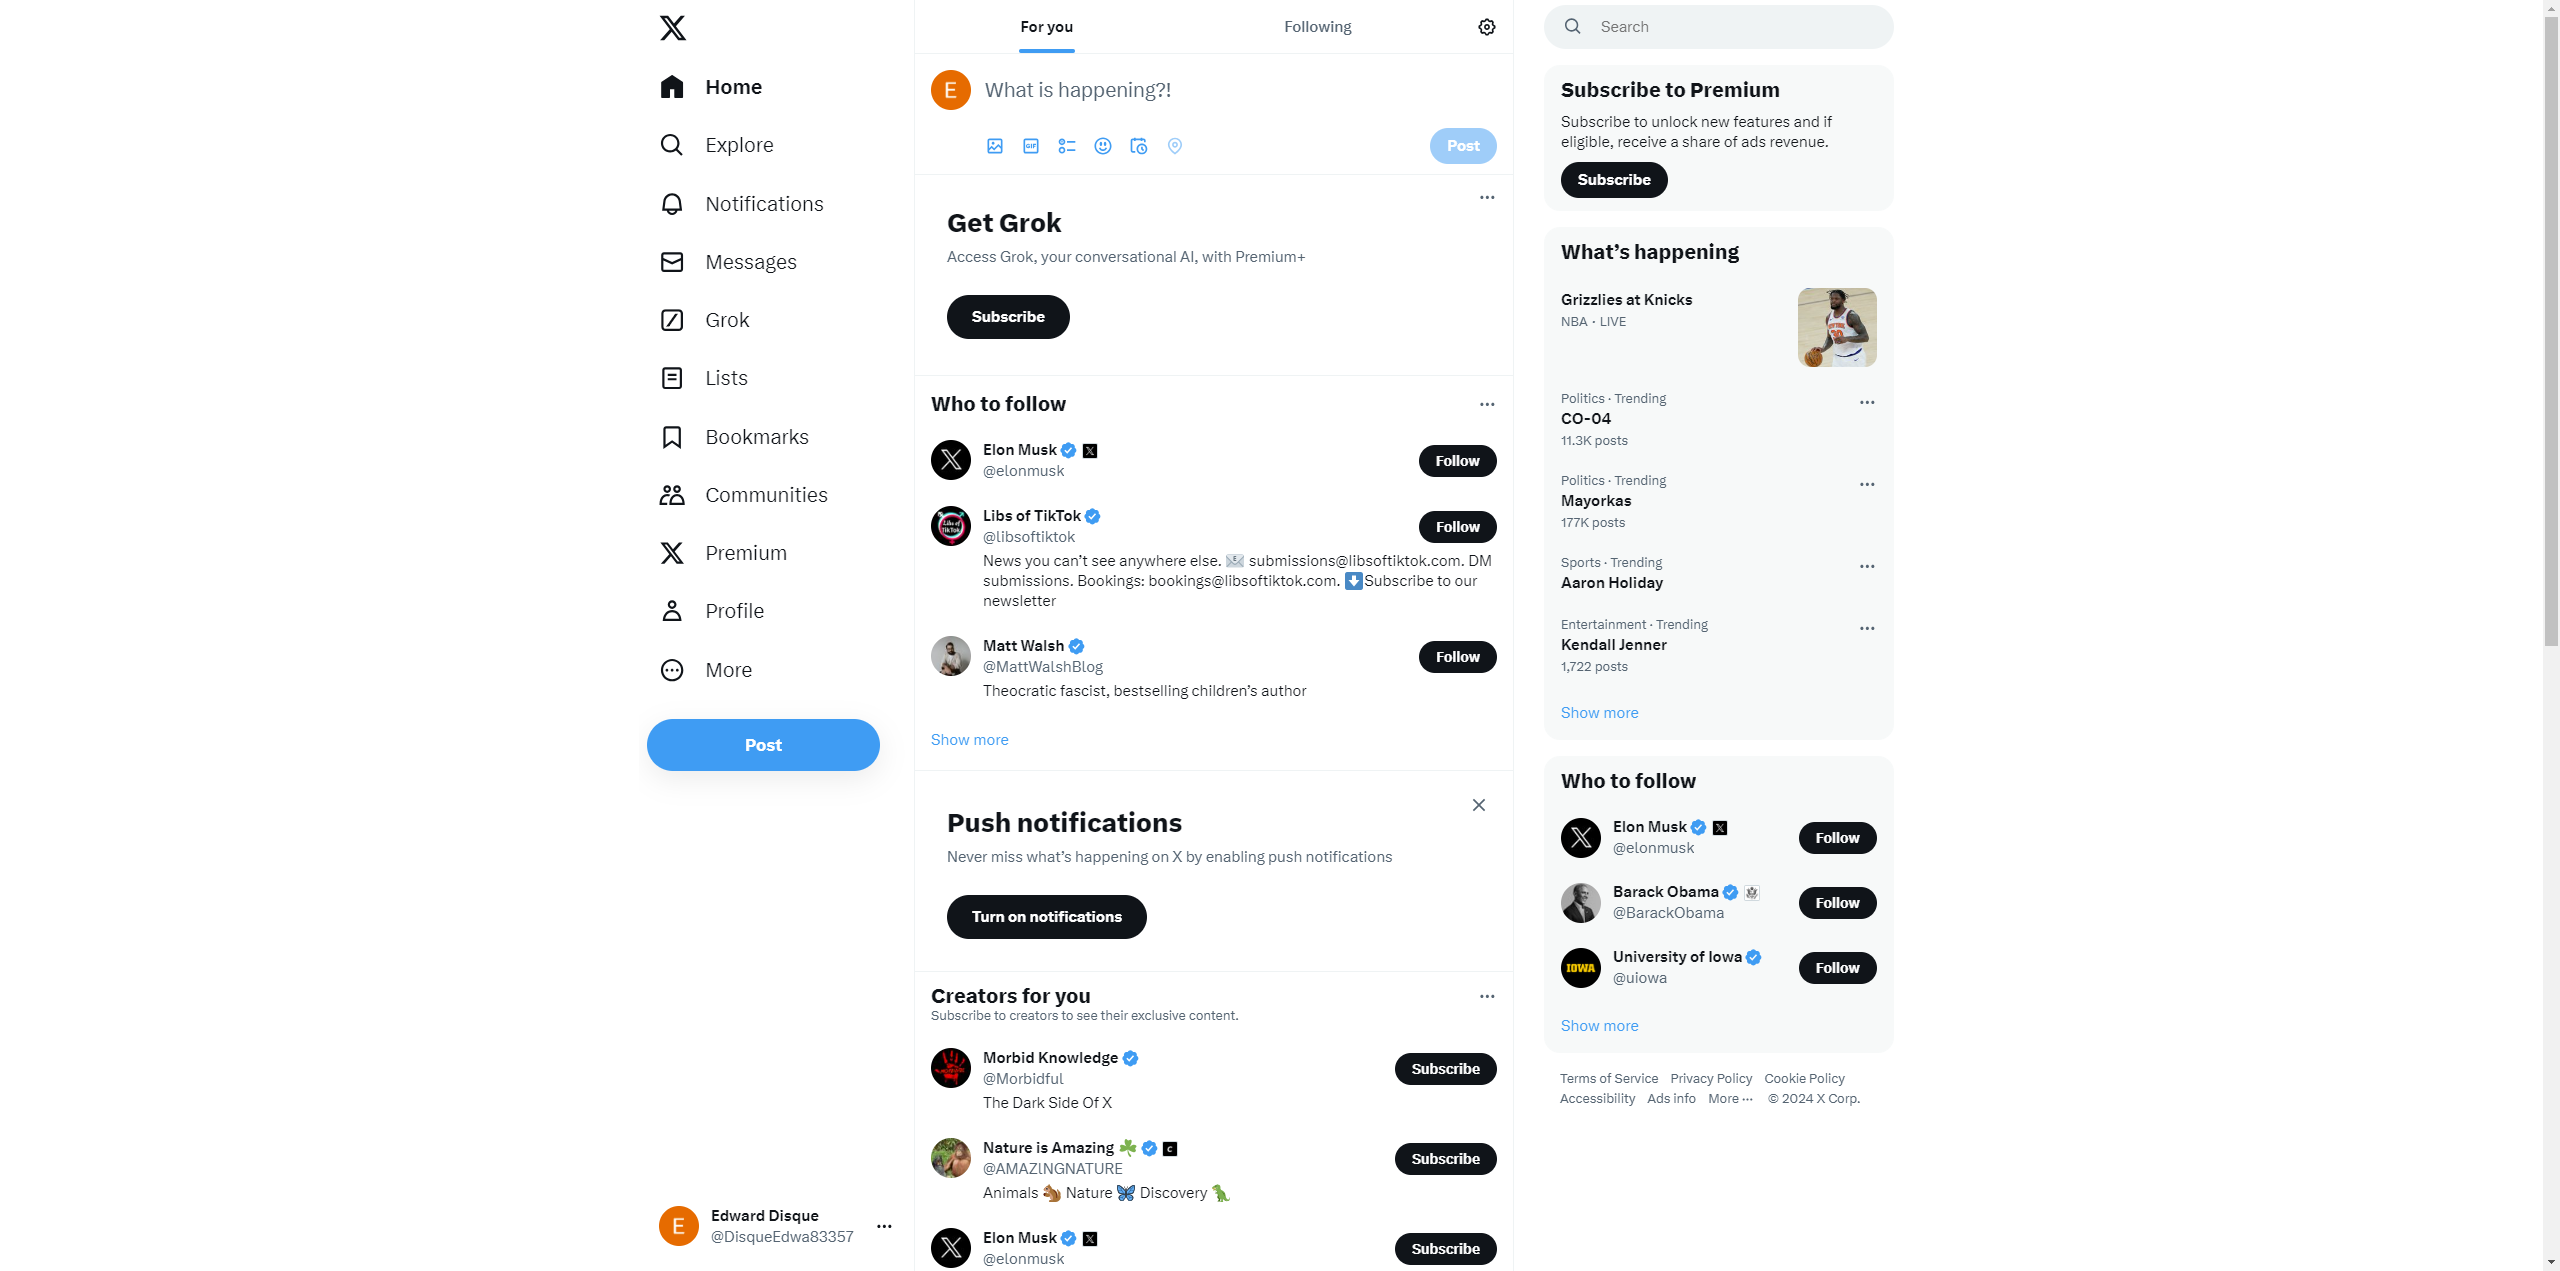 Home
Explore
Notifications
Messages
Grok
Lists
Bookmarks
Communities
Premium
Profile
More
Post
E
Edward Disque
@DisqueEdwa83357
For you
Following
E
What is happening?!
GIF
Post
Get Grok
Access Grok, your conversational AI, with Premium+
Subscribe
Who to follow
Elon Musk
@elonmusk
Follow
Libs of TikTok
@libsoftiktok
Follow
News you can’t see anywhere else. 📧 submissions@libsoftiktok.com. DM
submissions. Bookings: bookings@libsoftiktok.com. ⬇️Subscribe to our
newsletter
Matt Walsh
@MattWalshBlog
Follow
Theocratic fascist, bestselling children’s author
Show more
Push notifications
Never miss what’s happening on X by enabling push notifications
Turn on notifications
Creators for you
Subscribe to creators to see their exclusive content.
Morbid Knowledge
@Morbidful
Subscribe
The Dark Side Of X
Nature is Amazing ☘️
@AMAZlNGNATURE
Subscribe
Animals 🐿️ Nature 🦋 Discovery 🦖
Elon Musk
@elonmusk
Subscribe
Search
Subscribe to Premium
Subscribe to unlock new features and if
eligible, receive a share of ads revenue.
Subscribe
What’s happening
Grizzlies at Knicks
NBA · LIVE
Politics · Trending
CO-04
11.3K posts
Politics · Trending
Mayorkas
177K posts
Sports · Trending
Aaron Holiday
Entertainment · Trending
Kendall Jenner
1,722 posts
Show more
Who to follow
Elon Musk
@elonmusk
Follow
Barack Obama
@BarackObama
Follow
IOWA
University of Iowa
@uiowa
Follow
Show more
Terms of Service Privacy Policy Cookie Policy
Accessibility Ads info More ··· © 2024 X Corp.